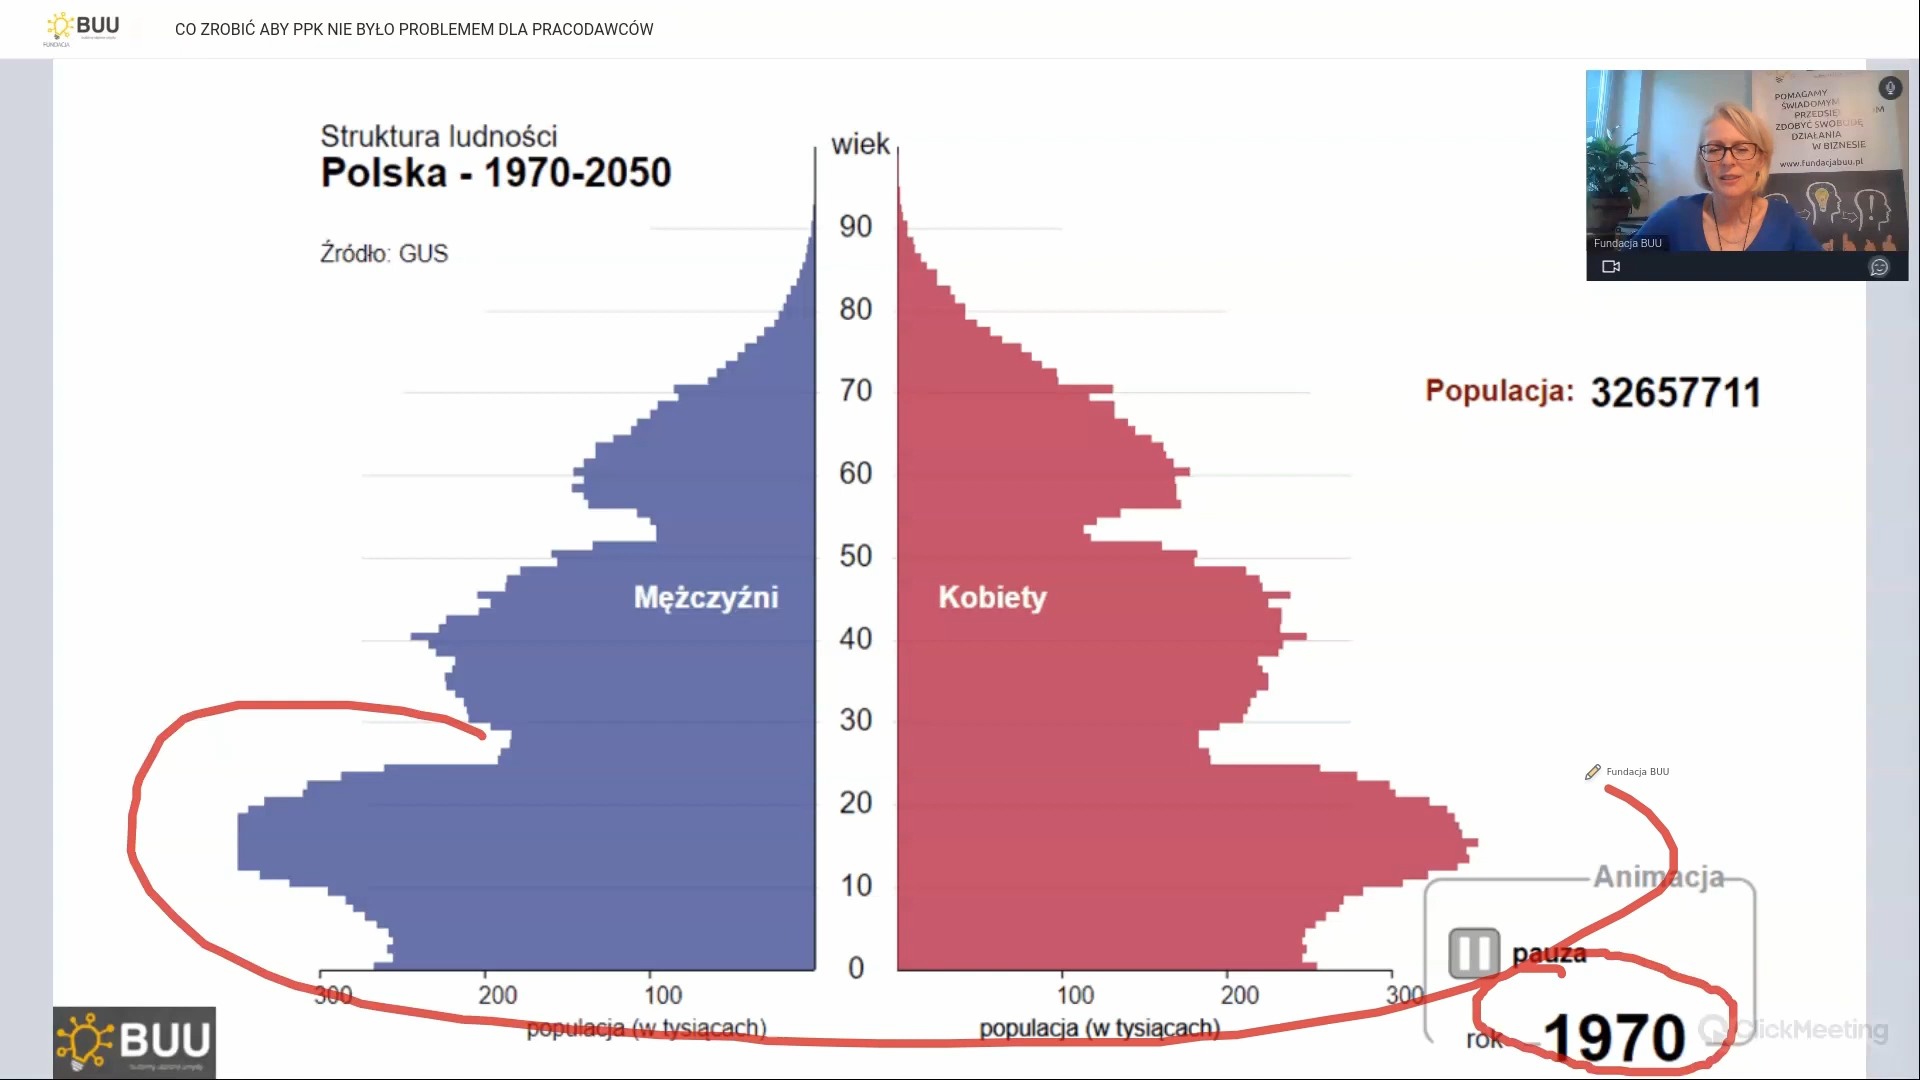 BUU
FUNDACJA
CO ZROBIĆ ABY PPK NIE BYŁO PROBLEMEM DLA PRACODAWCÓW
POMAGAMY
ŚWIADOMYM
ZDOBYĆ SWOBODĘ
DZIAŁANIA
W BIZNESIE
www.fundacjabuu.pl
Fundacja BUU
Struktura ludności
Polska - 1970-2050
Źródło: GUS
wiek
90
80
70
60
50
40
30
20
10
0
Populacja: 32657711
Mężczyźni
Kobiety
Fundacja BUU
Animacja
pauza
300 200 100
100 200 300
populacja (w tysiącach)
populacja (w tysiącach)
rok 1970
ClickMeeting
BUU